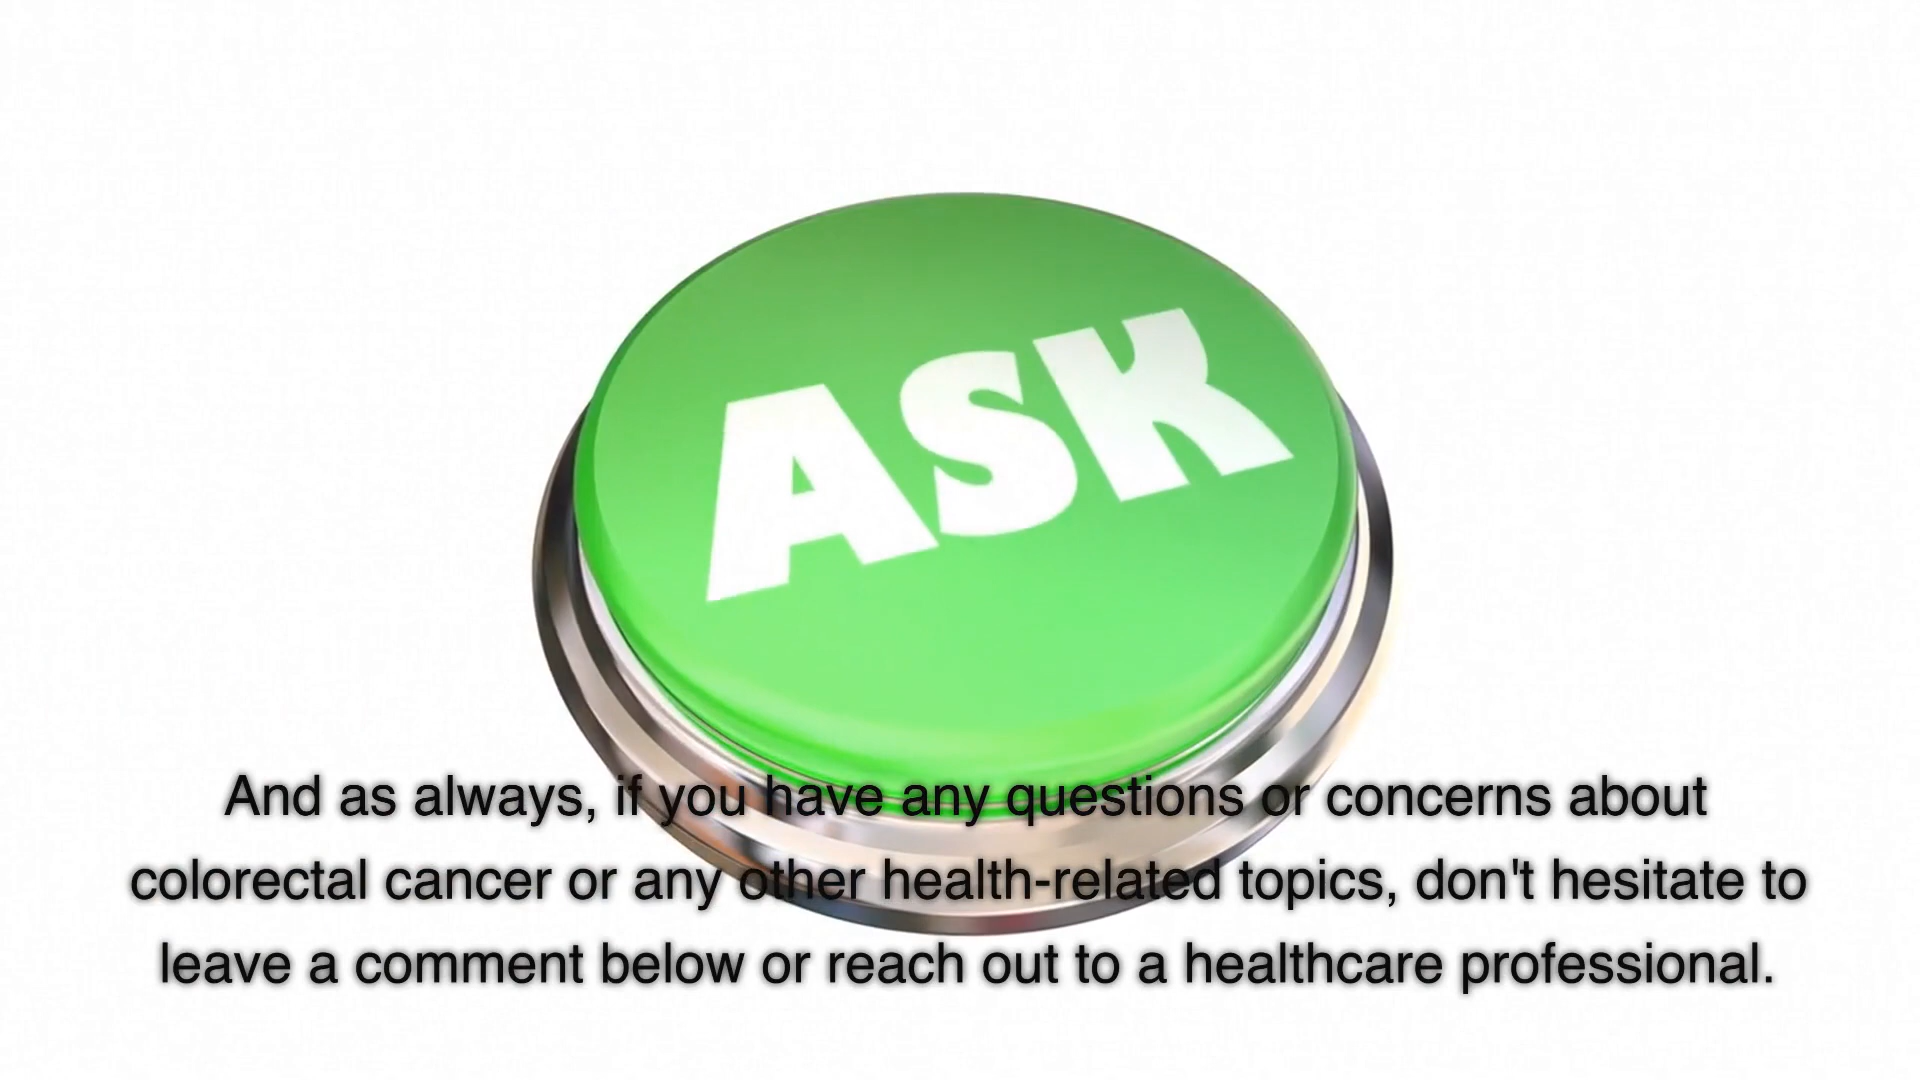 ASK
And as always, if you have any questions or concerns about
colorectal cancer or any other health-related topics, don't hesitate to
leave a comment below or reach out to a healthcare professional.